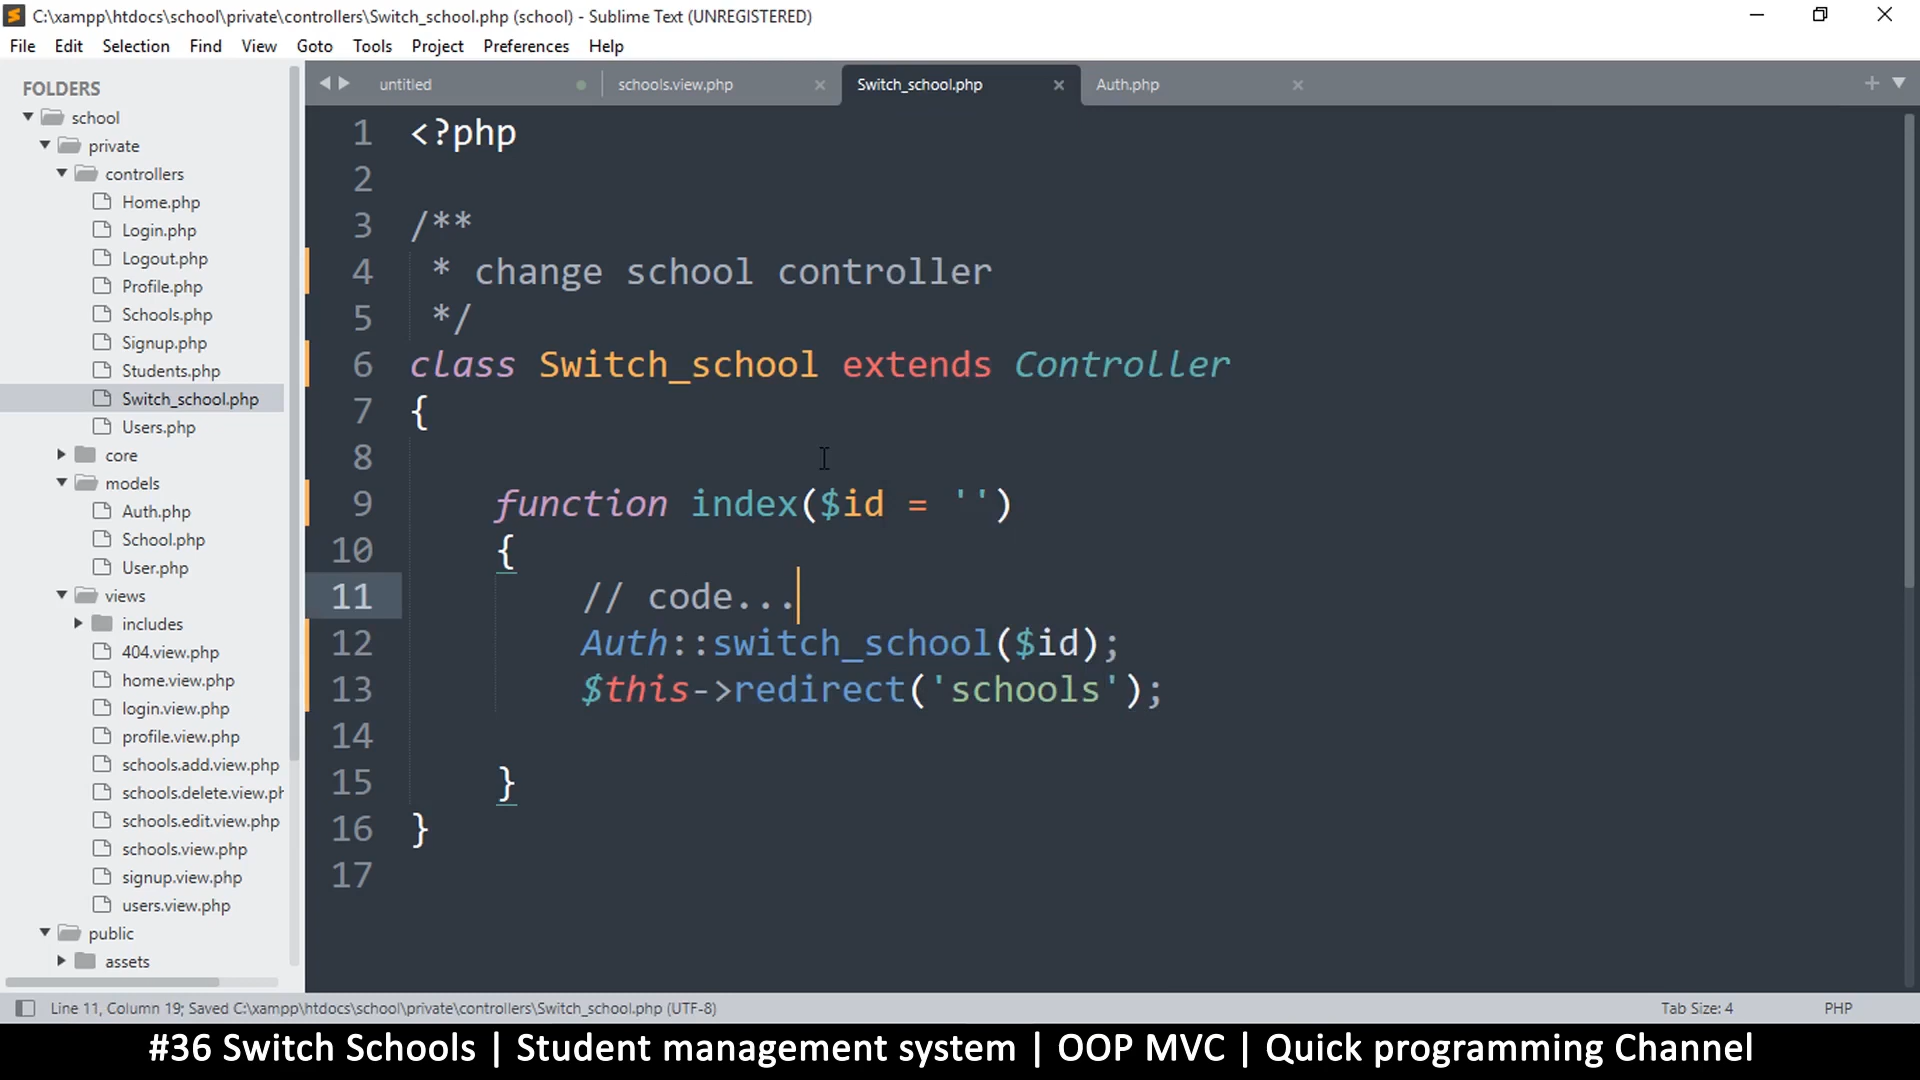 C:\xampp\htdocs\school\private\controllers\Switch_school.php (school) - Sublime Text (UNREGISTERED)
File Edit Selection Find View Goto Tools Project Preferences Help
FOLDERS
school
private
controllers
Home.php
Login.php
Logout.php
Profile.php
Schools.php
Signup.php
Students.php
Switch_school.php
Users.php
core
models
Auth.php
School.php
User.php
views
includes
404.view.php
home.view.php
login.view.php
profile.view.php
schools.add.view.php
schools.delete.view.ph
schools.edit.view.php
schools.view.php
signup.view.php
users.view.php
public
assets
untitled schools.view.php Switch_school.php Auth.php
1 <?php
2
3 /**
4 * change school controller
5 */
6 class Switch_school extends Controller
7 {
8
9 function index($id = '')
10 {
11 // code...
12 Auth::switch_school($id);
13 $this->redirect('schools');
14
15 }
16 }
17
Line 11, Column 19; Saved C:\xampp\htdocs\school\private\controllers\Switch_school.php (UTF-8) Tab Size: 4 PHP
#36 Switch Schools | Student management system | OOP MVC | Quick programming Channel